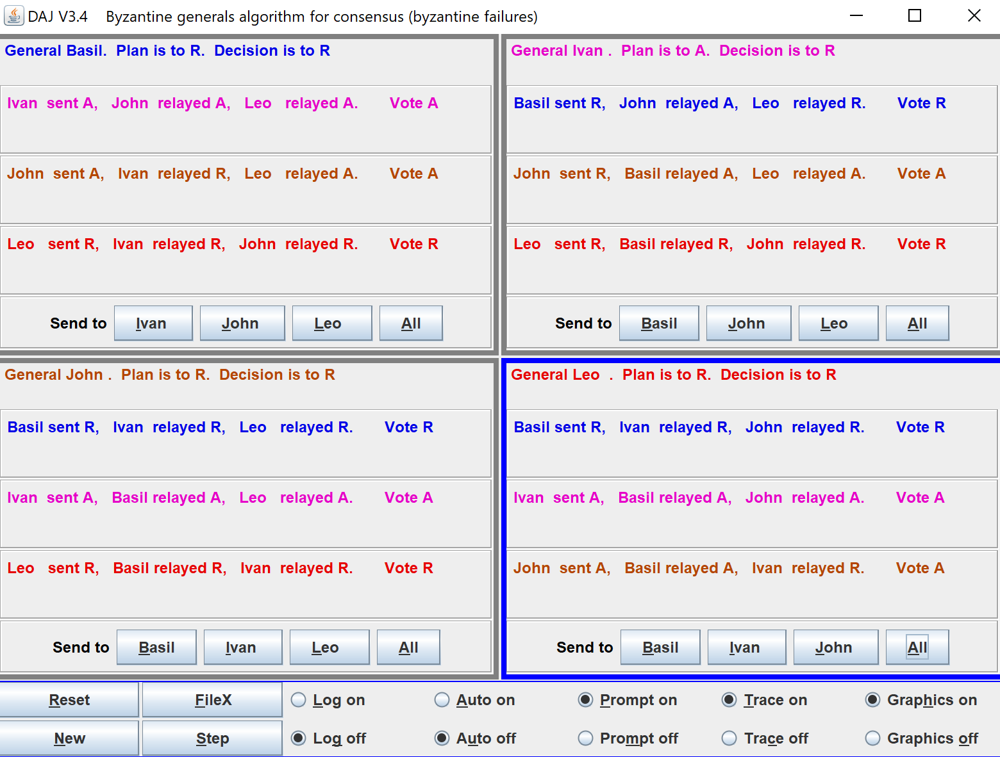 DAJ V3.4 Byzantine generals algorithm for consensus (byzantine failures)
General Basil. Plan is to R. Decision is to R
Ivan sent A, John relayed A, Leo relayed A. Vote A
John sent A, Ivan relayed R, Leo relayed A. Vote A
Leo sent R, Ivan relayed R, John relayed R. Vote R
Send to Ivan John Leo All
General Ivan . Plan is to A. Decision is to R
Basil sent R, John relayed A, Leo relayed R. Vote R
John sent R, Basil relayed A, Leo relayed A. Vote A
Leo sent R, Basil relayed R, John relayed R. Vote R
Send to Basil John Leo All
General John . Plan is to R. Decision is to R
Basil sent R, Ivan relayed R, Leo relayed R. Vote R
Ivan sent A, Basil relayed A, Leo relayed A. Vote A
Leo sent R, Basil relayed R, Ivan relayed R. Vote R
Send to Basil Ivan Leo All
General Leo . Plan is to R. Decision is to R
Basil sent R, Ivan relayed R, John relayed R. Vote R
Ivan sent A, Basil relayed A, John relayed A. Vote A
John sent A, Basil relayed A, Ivan relayed R. Vote A
Send to Basil Ivan John All
Reset FileX Log on Auto on Prompt on Trace on Graphics on
New Step Log off Auto off Prompt off Trace off Graphics off